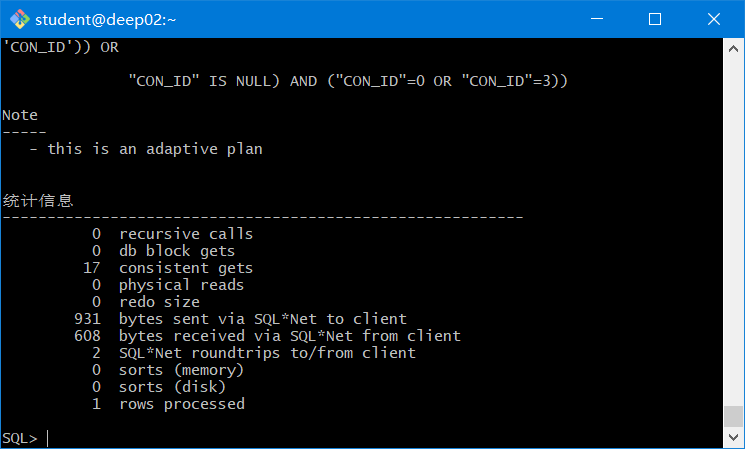 student@deep02:~
'CON_ID')) OR
"CON_ID" IS NULL) AND ("CON_ID"=0 OR "CON_ID"=3))
Note
-----
- this is an adaptive plan
统计信息
----------------------------------------------------------
0 recursive calls
0 db block gets
17 consistent gets
0 physical reads
0 redo size
931 bytes sent via SQL*Net to client
608 bytes received via SQL*Net from client
2 SQL*Net roundtrips to/from client
0 sorts (memory)
0 sorts (disk)
1 rows processed
SQL>